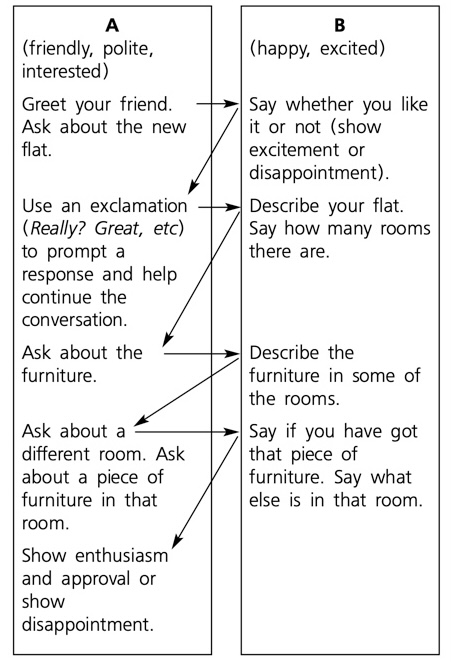 A
(friendly, polite,
interested)
Greet your friend.
Ask about the new
flat.
Use an exclamation
(Really? Great, etc)
to prompt a
response and help
continue the
conversation.
Ask about the
furniture.
Ask about a
different room. Ask
about a piece of
furniture in that
room.
Show enthusiasm
and approval or
show
disappointment.
B
(happy, excited)
Say whether you like
it or not (show
excitement or
disappointment).
Describe your flat.
Say how many rooms
there are.
Describe the
furniture in some of
the rooms.
Say if you have got
that piece of
furniture. Say what
else is in that room.